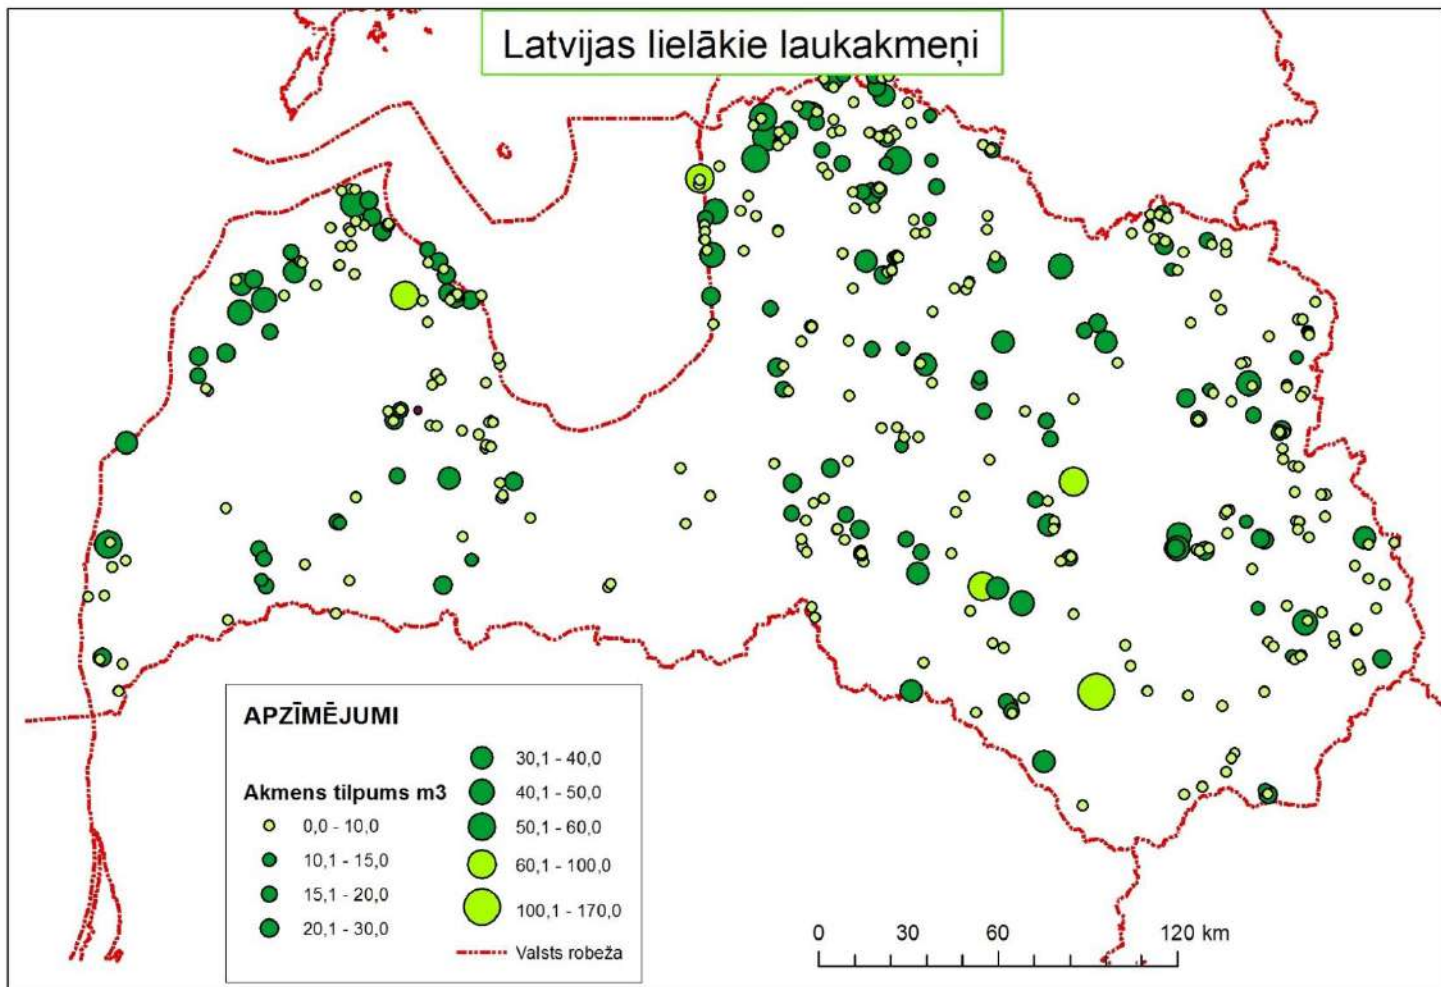 Latvijas lielākie laukakmeņi
APZĪMĒJUMI
Akmens tilpums m3
0,0 - 10,0
10,1 - 15,0
15,1 - 20,0
20,1 - 30,0
30,1 - 40,0
40,1 - 50,0
50,1 - 60,0
60,1 - 100,0
100,1 - 170,0
Valsts robeža
0 30 60 120 km